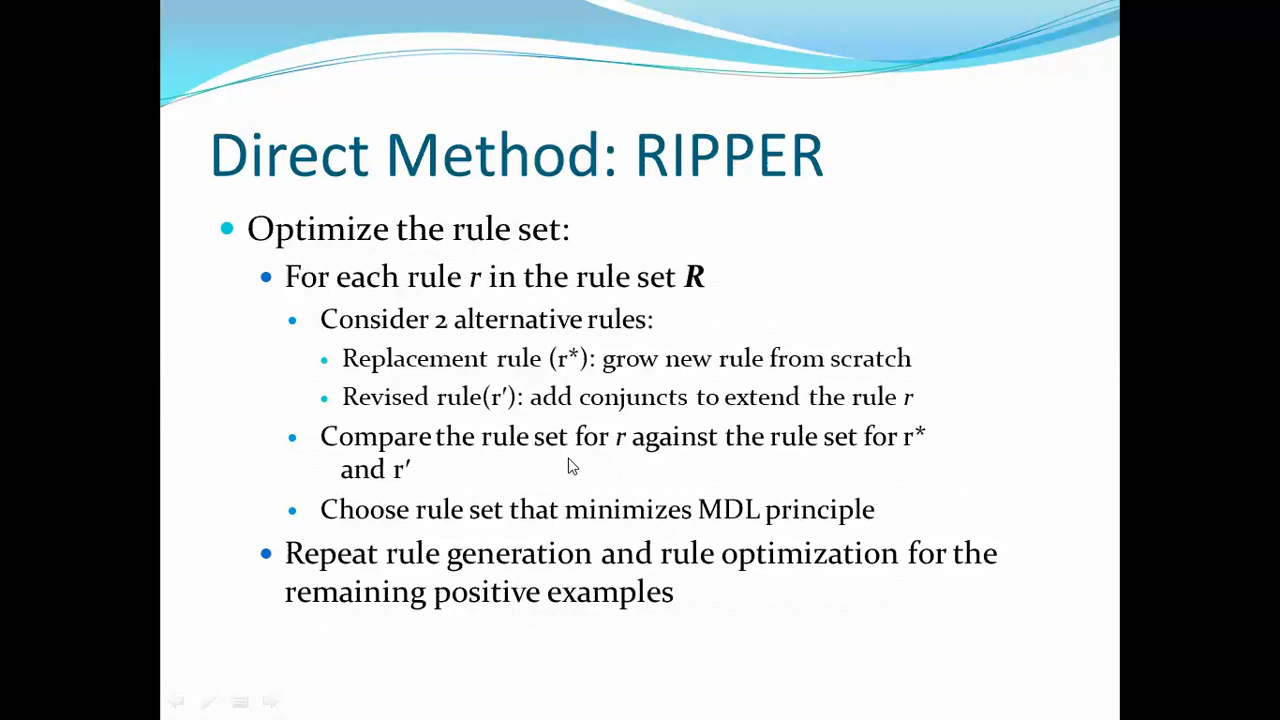 Direct Method: RIPPER
Optimize the rule set:
For each rule r in the rule set R
Consider 2 alternative rules:
Replacement rule (r*): grow new rule from scratch
Revised rule(r′): add conjuncts to extend the rule r
Compare the rule set for r against the rule set for r*
and r′
Choose rule set that minimizes MDL principle
Repeat rule generation and rule optimization for the
remaining positive examples